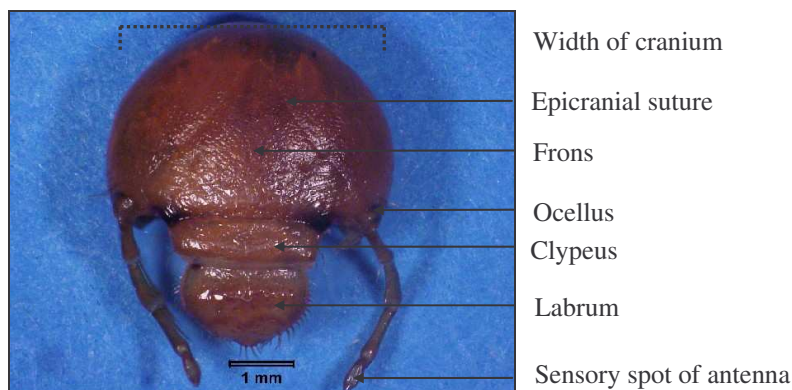 Width of cranium
Epicranial suture
Frons
Ocellus
Clypeus
Labrum
1 mm
Sensory spot of antenna